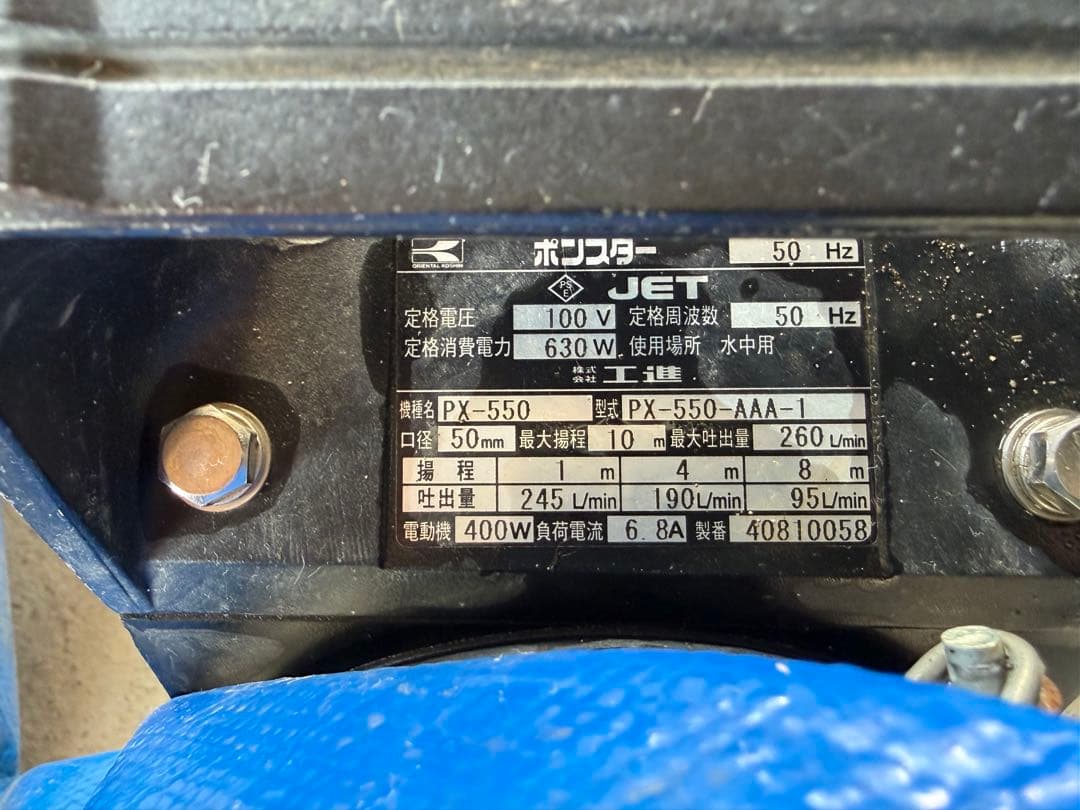 ORIENTAL KOSHIN ポンスター 50 Hz
PS E JET
定格電圧 100 V 定格周波数 50 Hz
定格消費電力 630 W 使用場所 水中用
株式会社 工進
機種名 PX-550 型式 PX-550-AAA-1
口径 50mm 最大揚程 10 m 最大吐出量 260 L/min
揚程 1 m 4 m 8 m
吐出量 245 L/min 190L/min 95L/min
電動機 400W 負荷電流 6.8A 製番 40810058